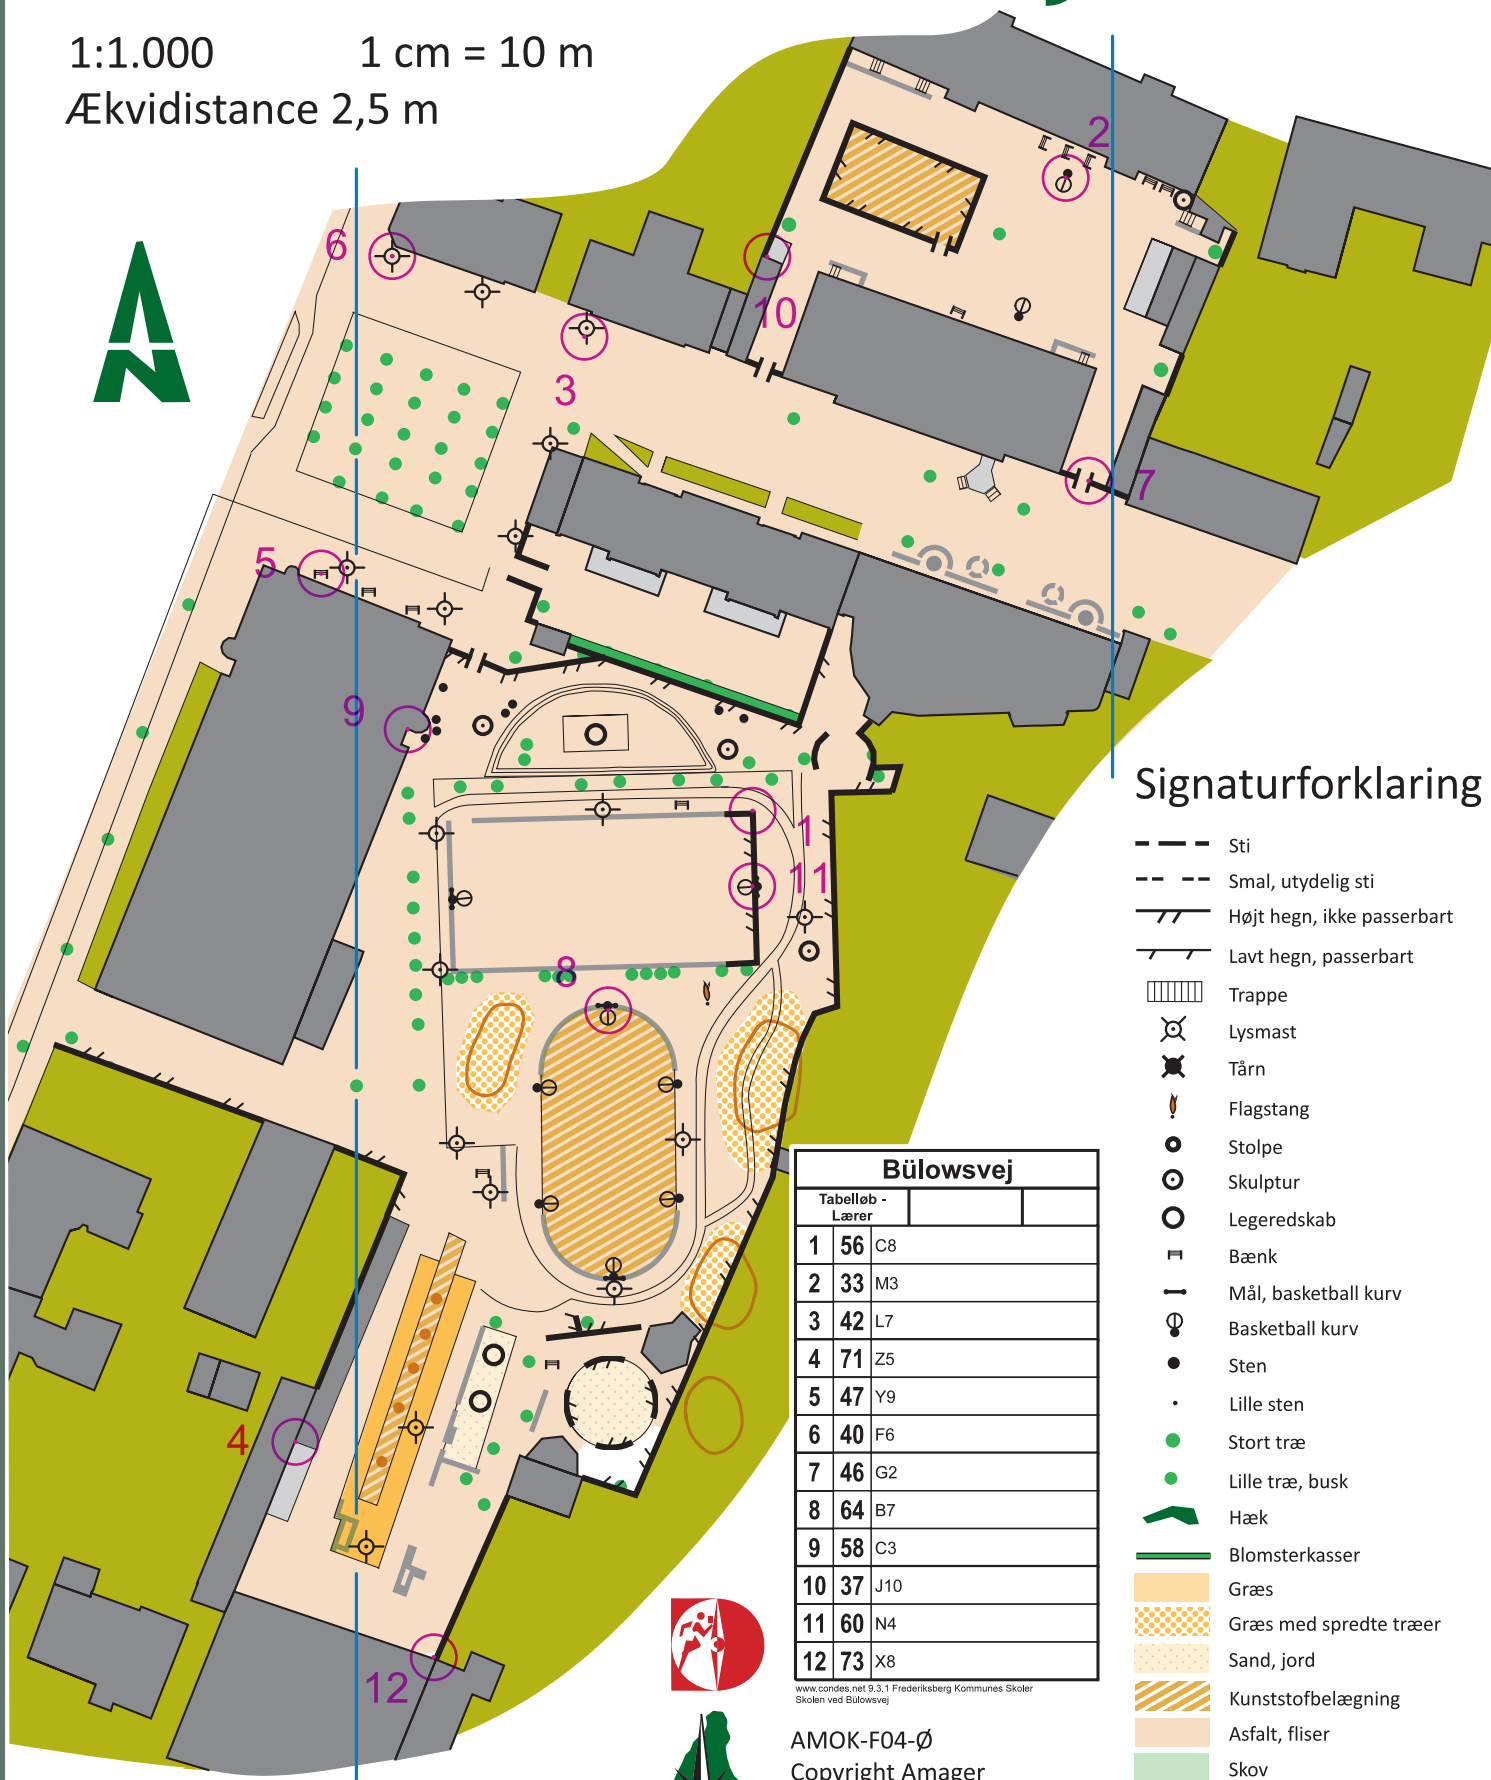 1:1.000 1 cm = 10 m
Ækvidistance 2,5 m
2
6
10
3
7
5
9
1
11
8
4
12
Signaturforklaring
Sti
Smal, utydelig sti
Højt hegn, ikke passerbart
Lavt hegn, passerbart
Trappe
Lysmast
Tårn
Flagstang
Stolpe
Skulptur
Legeredskab
Bænk
Mål, basketball kurv
Basketball kurv
Sten
Lille sten
Stort træ
Lille træ, busk
Hæk
Blomsterkasser
Græs
Græs med spredte træer
Sand, jord
Kunststofbelægning
Asfalt, fliser
Skov
Bülowsvej
Tabelløb -
Lærer
1 56 C8
2 33 M3
3 42 L7
4 71 Z5
5 47 Y9
6 40 F6
7 46 G2
8 64 B7
9 58 C3
10 37 J10
11 60 N4
12 73 X8
www.condes.net 9.3.1 Frederiksberg Kommunes Skoler
Skolen ved Bülowsvej
AMOK-F04-Ø
Copyright Amager